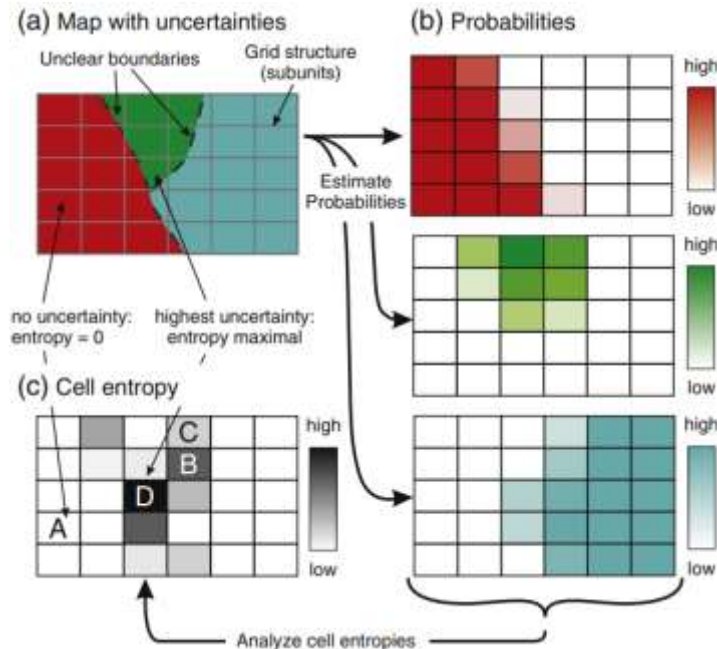 (a) Map with uncertainties
Unclear boundaries
Grid structure
(subunits)
(b) Probabilities
high
low
Estimate
Probabilities
high
low
no uncertainty:
entropy = 0
highest uncertainty:
entropy maximal
(c) Cell entropy
C
B
D
A
high
low
high
low
Analyze cell entropies